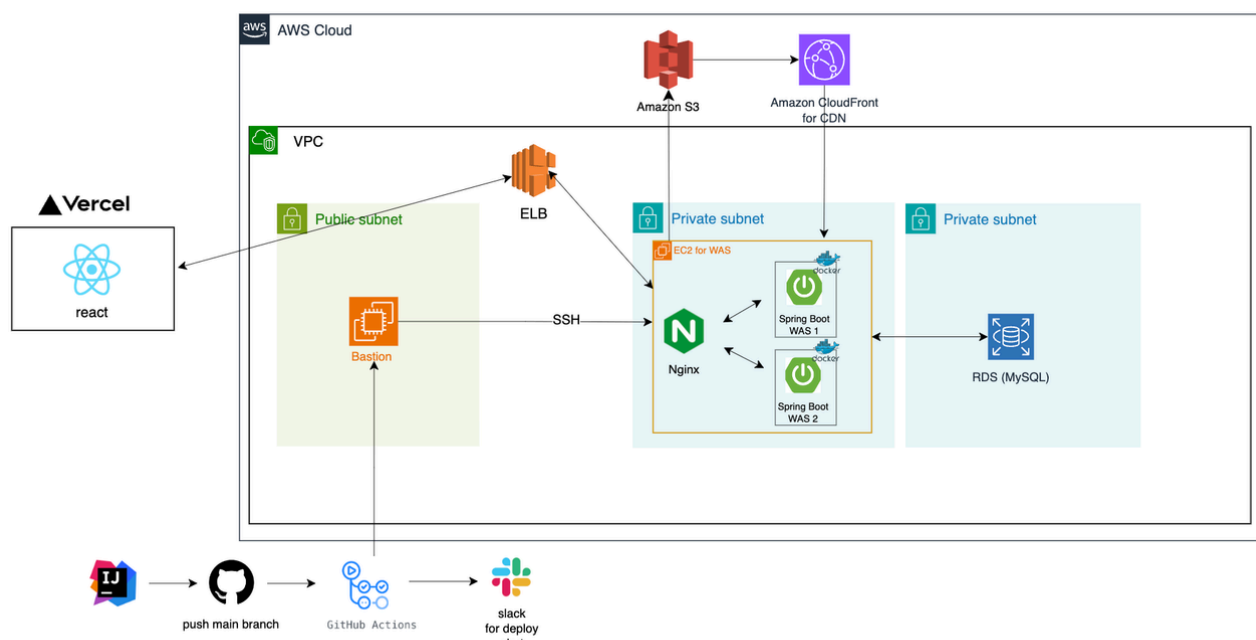 aws
AWS Cloud
Amazon S3
Amazon CloudFront
for CDN
VPC
Vercel
react
ELB
Public subnet
Bastion
SSH
Private subnet
EC2 for WAS
Nginx
docker
Spring Boot
WAS 1
docker
Spring Boot
WAS 2
Private subnet
RDS (MySQL)
IJ
push main branch
GitHub Actions
slack
for deploy